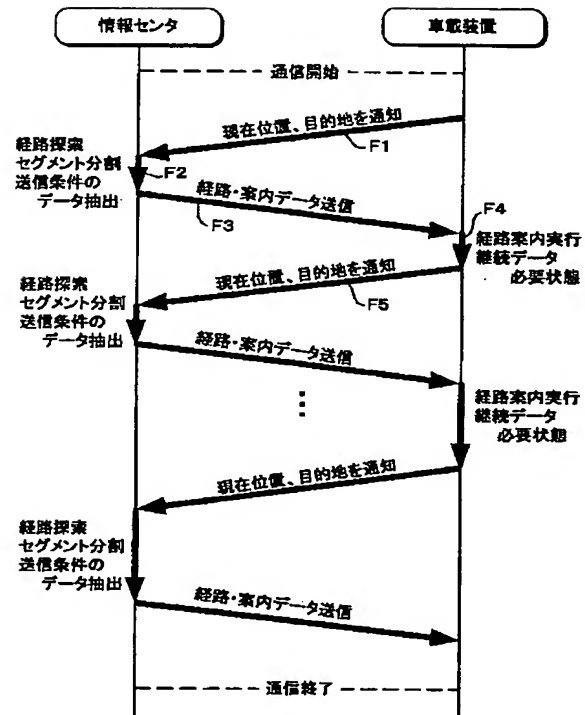 情報センタ
車載装置
通信開始
現在位置、目的地を通知
F1
経路探索
セグメント分割
送信条件の
データ抽出
F2
経路・案内データ送信
F3
F4
経路案内実行
継続データ
必要状態
現在位置、目的地を通知
F5
経路探索
セグメント分割
送信条件の
データ抽出
経路・案内データ送信
経路案内実行
継続データ
必要状態
現在位置、目的地を通知
経路探索
セグメント分割
送信条件の
データ抽出
経路・案内データ送信
通信終了